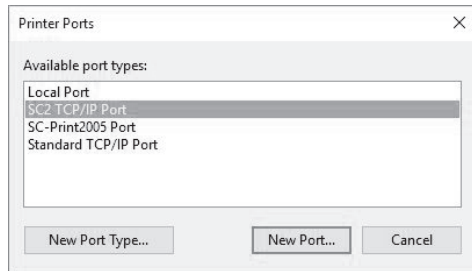 Printer Ports
Available port types:
Local Port
SC2 TCP/IP Port
SC-Print2005 Port
Standard TCP/IP Port
New Port Type... New Port... Cancel